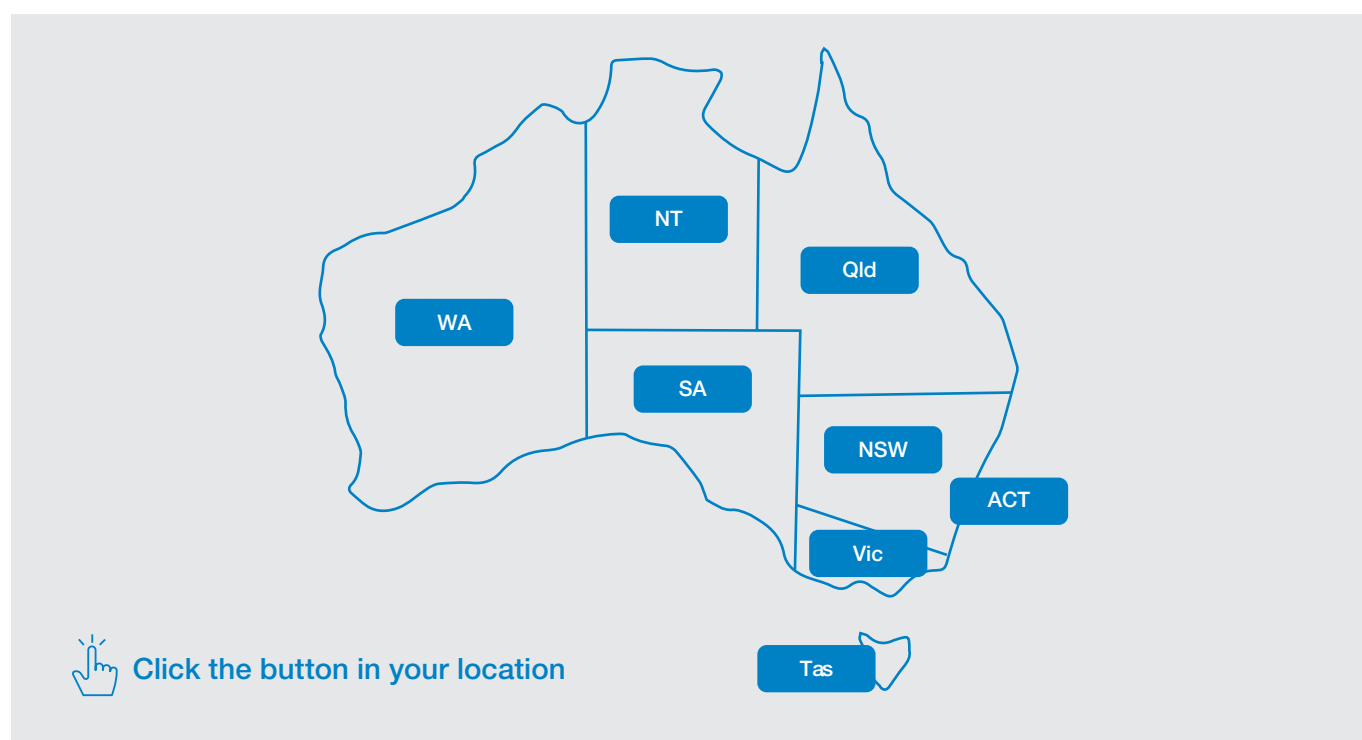 NT
Qld
WA
SA
NSW
ACT
Vic
Click the button in your location
Tas